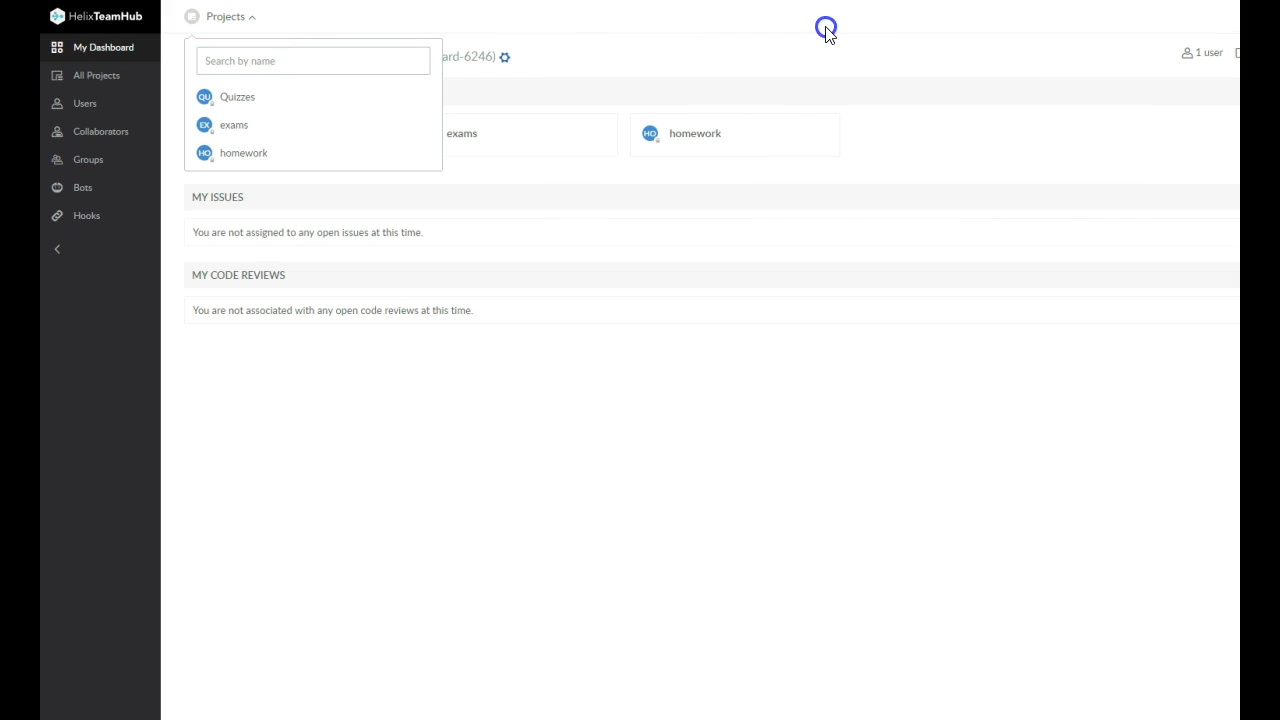 HelixTeamHub
My Dashboard
All Projects
Users
Collaborators
Groups
Bots
Hooks
Projects
Search by name
QU Quizzes
EX exams
HO homework
ard-6246)
1 user
exams
HO homework
MY ISSUES
You are not assigned to any open issues at this time.
MY CODE REVIEWS
You are not associated with any open code reviews at this time.